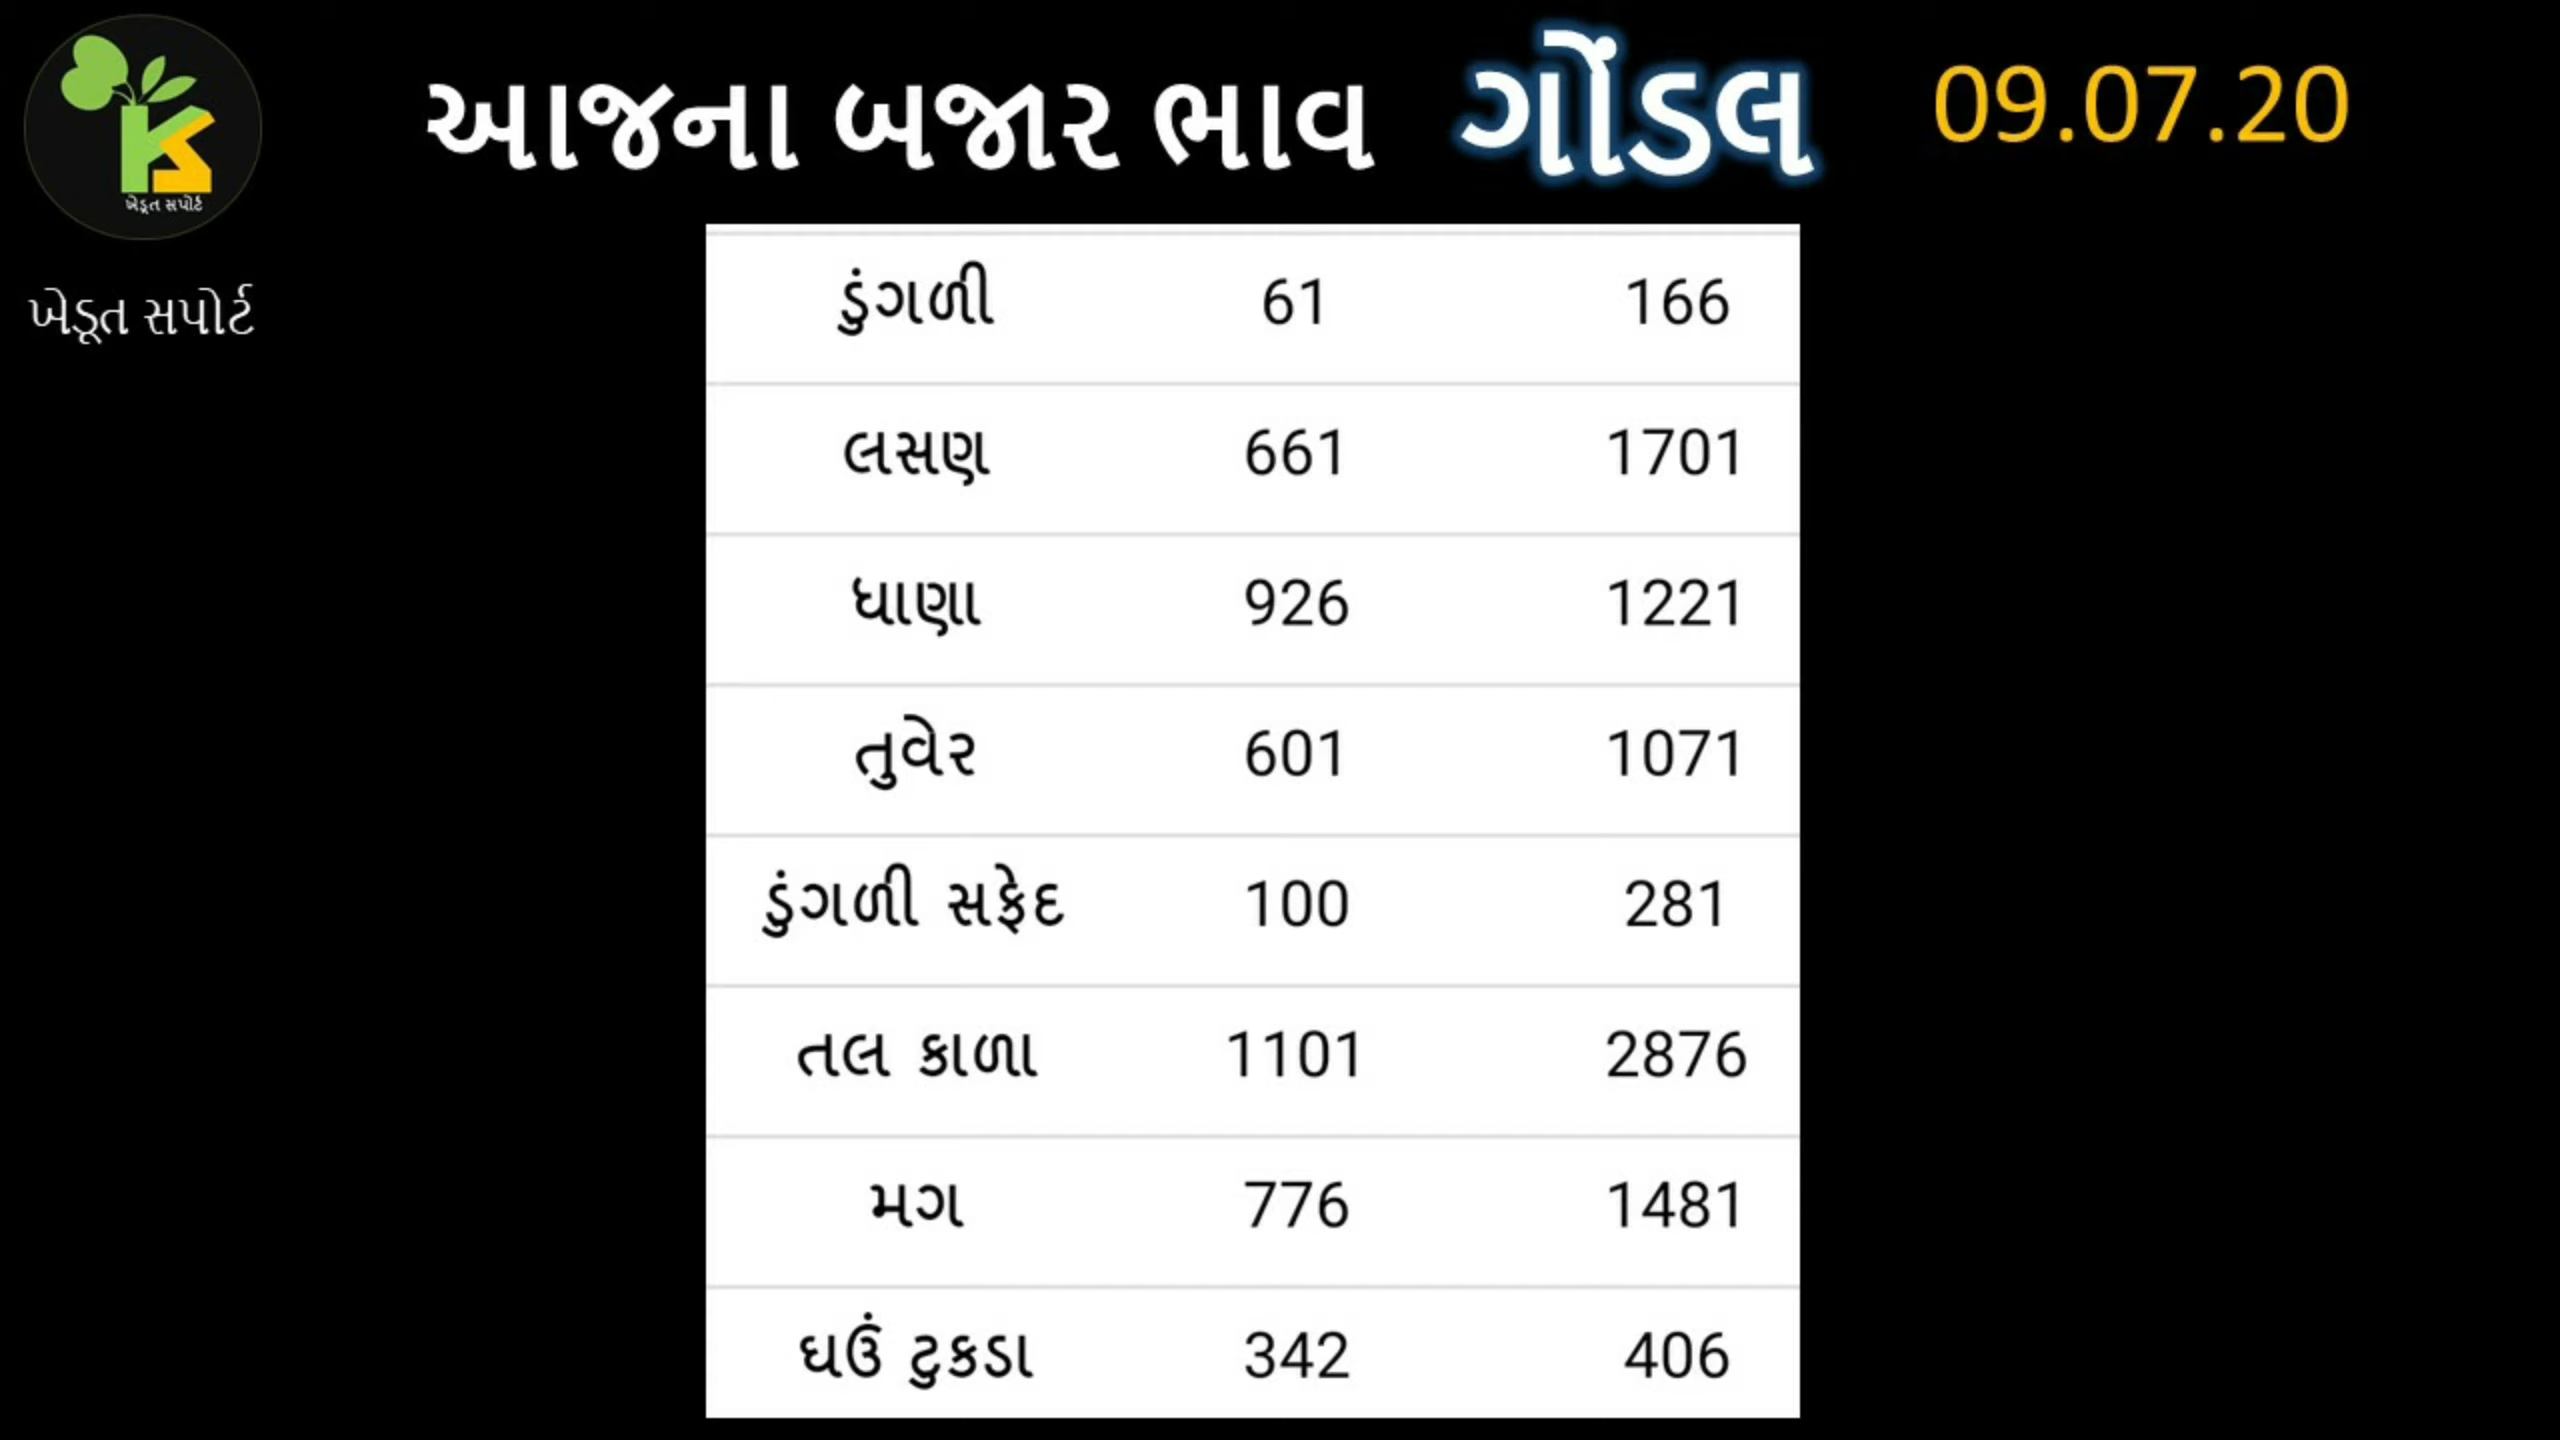 ખેડૂત સપોર્ટ
આજના બજાર ભાવ ગોંડલ 09.07.20
ખેડૂત સપોર્ટ
ડુંગળી 61 166
લસણ 661 1701
ધાણા 926 1221
તુવેર 601 1071
ડુંગળી સફેદ 100 281
તલ કાળા 1101 2876
મગ 776 1481
ઘઉં ટુકડા 342 406